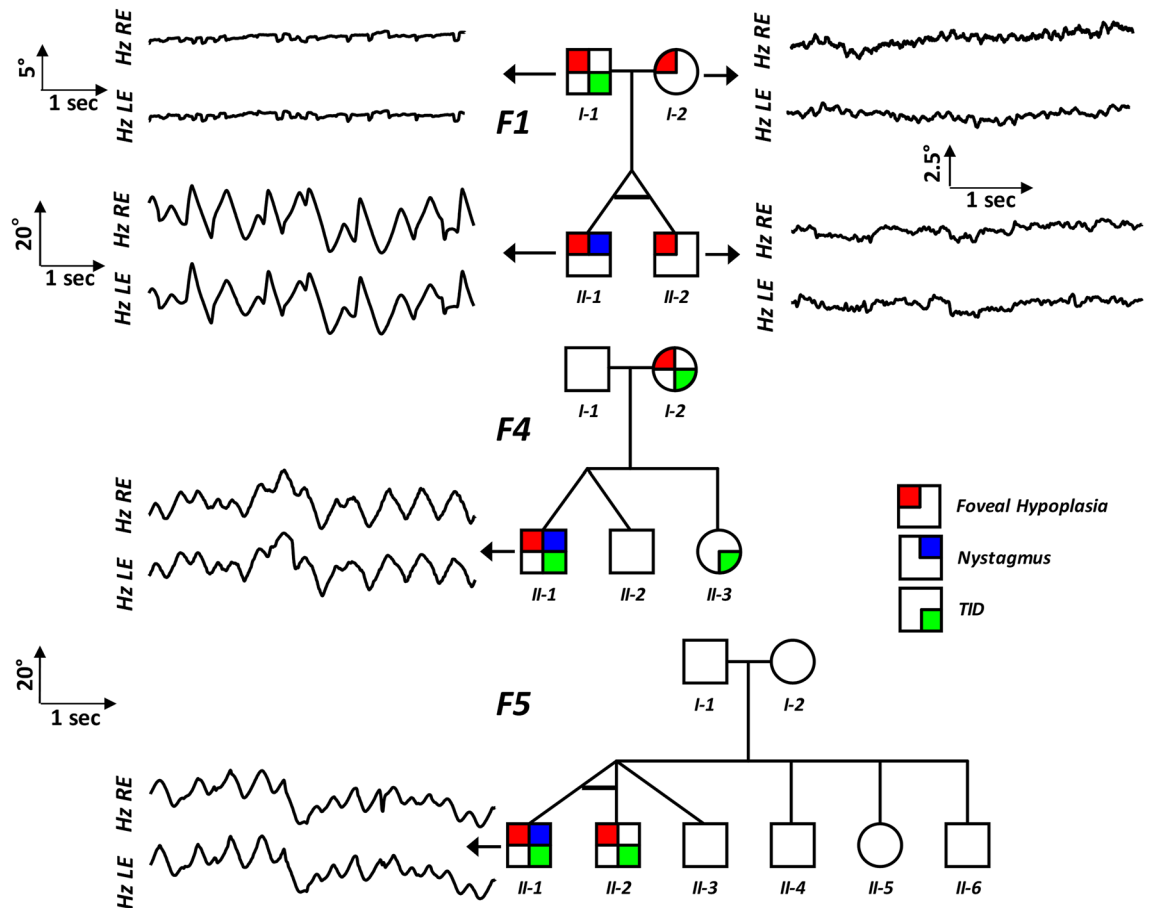 Hz RE
Hz LE
5°
1 sec
F1
I-1
I-2
Hz RE
Hz LE
2.5°
1 sec
Hz RE
Hz LE
20°
1 sec
II-1
II-2
Hz RE
Hz LE
I-1
I-2
F4
Hz RE
Hz LE
II-1
II-2
II-3
Foveal Hypoplasia
Nystagmus
TID
20°
1 sec
F5
I-1
I-2
Hz RE
Hz LE
II-1
II-2
II-3
II-4
II-5
II-6